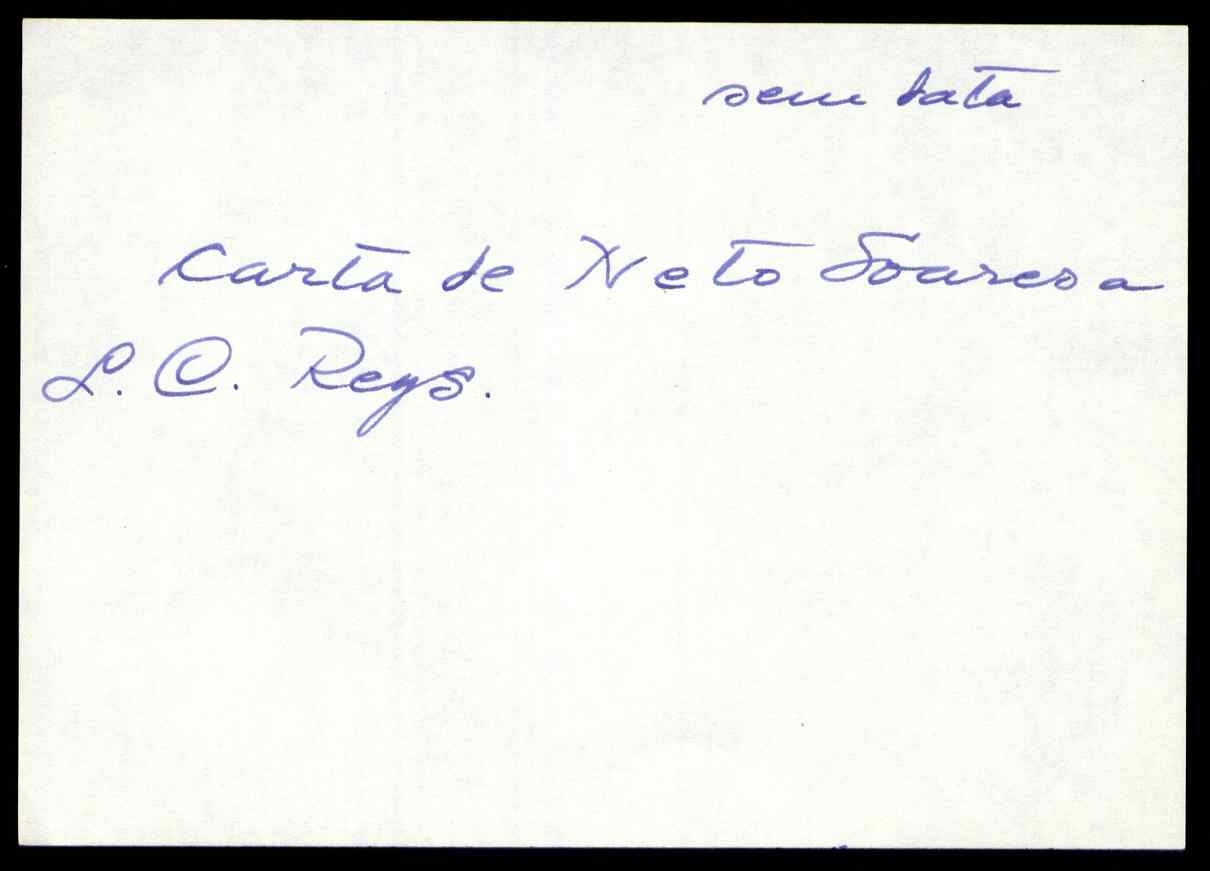 sem data
Carta de Neto Soares a
L. C. Reys.